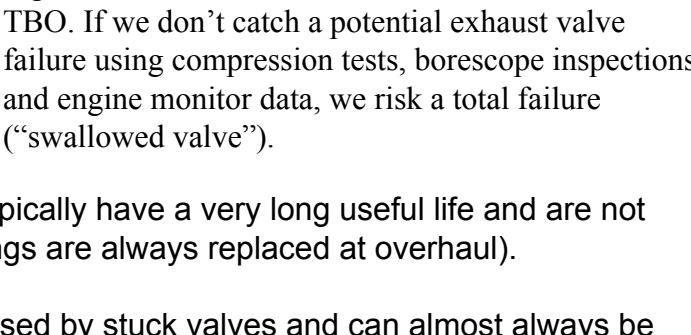 TBO. If we don’t catch a potential exhaust valve
failure using compression tests, borescope inspections
and engine monitor data, we risk a total failure
(“swallowed valve”).
pically have a very long useful life and are not
gs are always replaced at overhaul).
sed by stuck valves and can almost always be